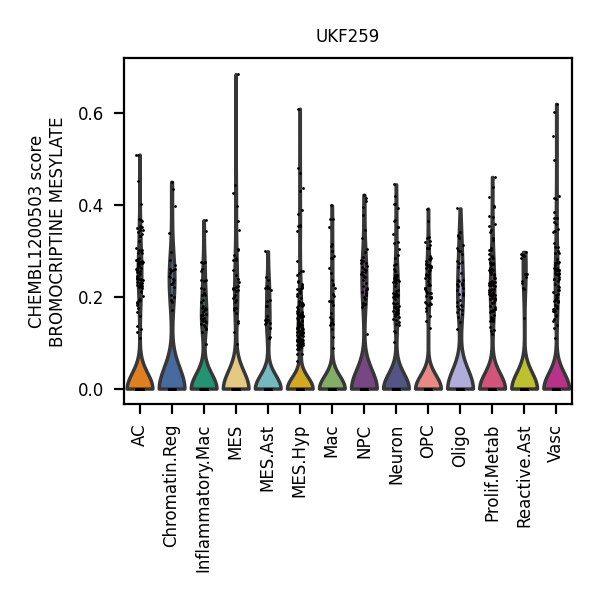 UKF259
CHEMBL1200503 score
BROMOCRIPTINE MESYLATE
0.6
0.4
0.2
0.0
AC
Chromatin.Reg
Inflammatory.Mac
MES
MES.Ast
MES.Hyp
Mac
NPC
Neuron
OPC
Oligo
Prolif.Metab
Reactive.Ast
Vasc